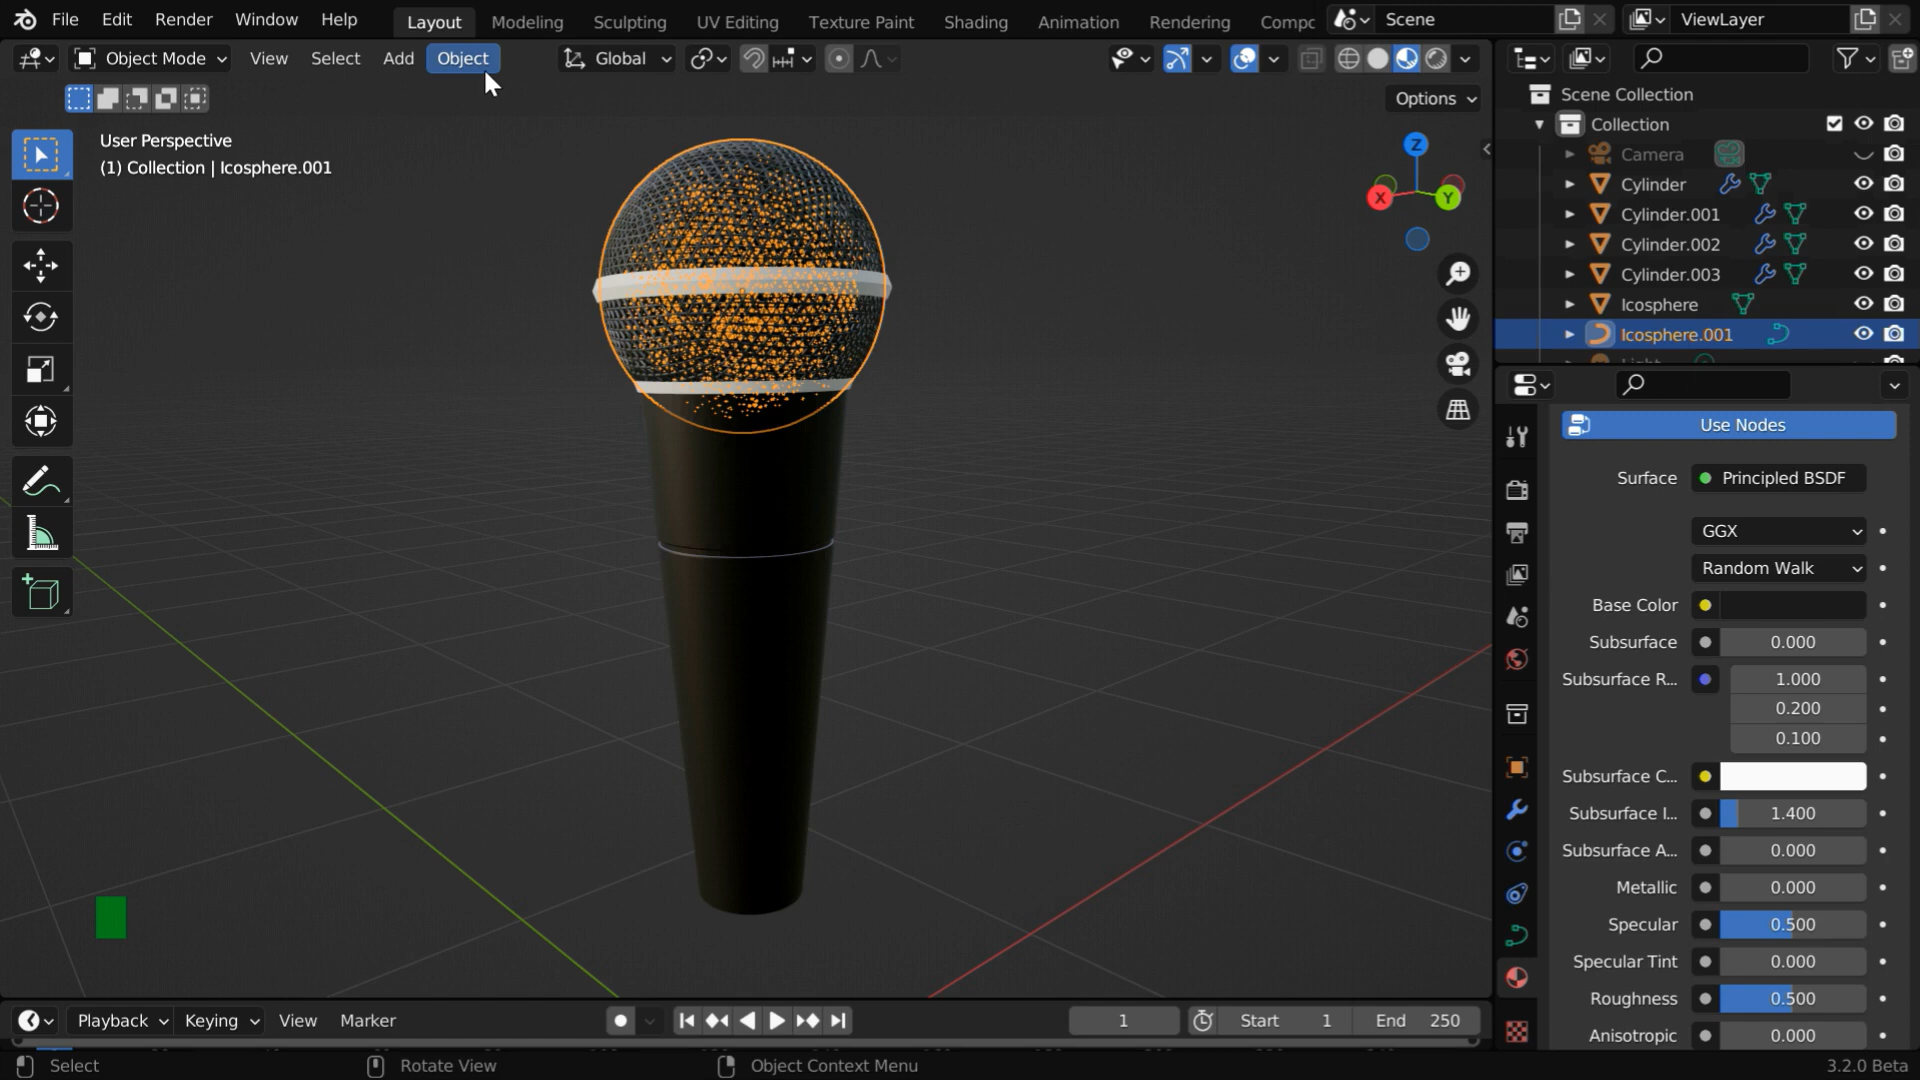 File Edit Render Window Help Layout Modeling Sculpting UV Editing Texture Paint Shading Animation Rendering Compc Scene ViewLayer
Object Mode View Select Add Object Global
Options
User Perspective
(1) Collection | Icosphere.001
X Y Z
Scene Collection
Collection
Camera
Cylinder
Cylinder.001
Cylinder.002
Cylinder.003
Icosphere
Icosphere.001
Use Nodes
Surface Principled BSDF
GGX
Random Walk
Base Color
Subsurface 0.000
Subsurface R... 1.000
0.200
0.100
Subsurface C...
Subsurface I... 1.400
Subsurface A... 0.000
Metallic 0.000
Specular 0.500
Specular Tint 0.000
Roughness 0.500
Anisotropic 0.000
Playback Keying View Marker 1 Start 1 End 250
Select Rotate View Object Context Menu 3.2.0 Beta